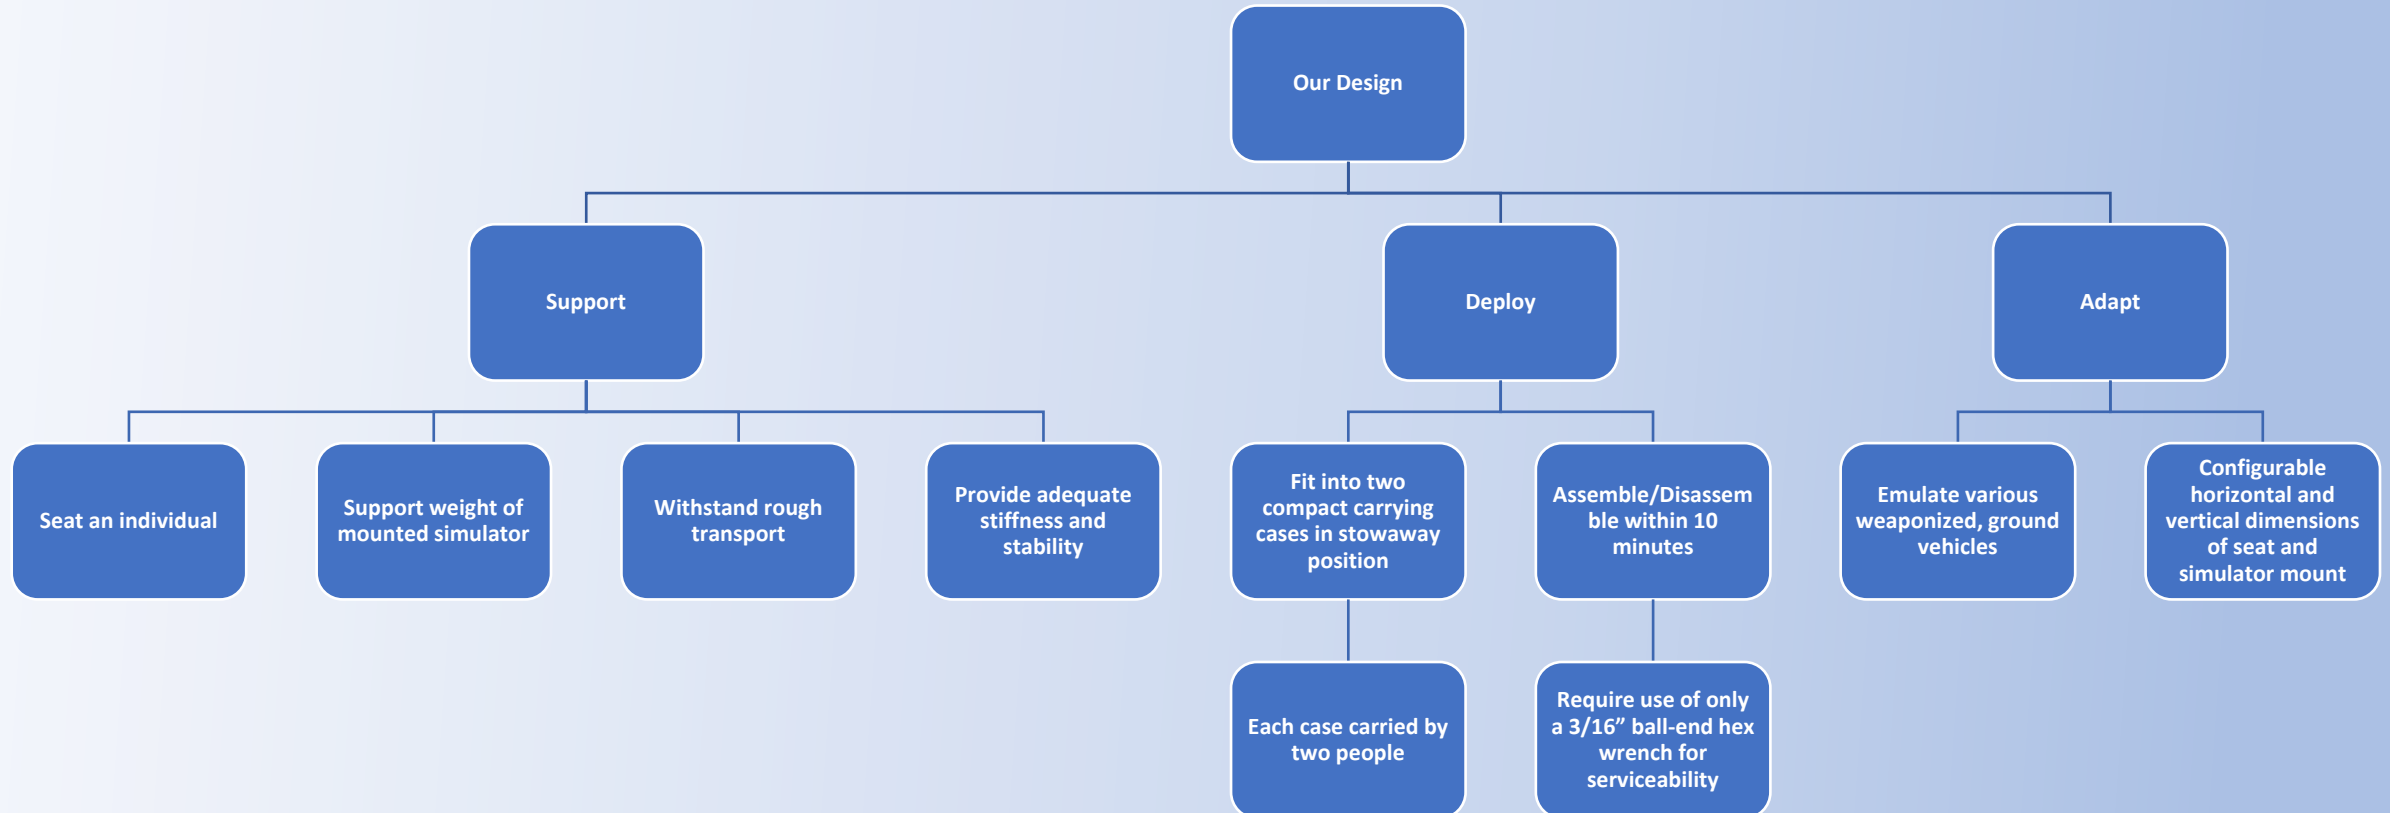 Our Design
Support
Deploy
Adapt
Seat an individual
Support weight of
mounted simulator
Withstand rough
transport
Provide adequate
stiffness and
stability
Fit into two
compact carrying
cases in stowaway
position
Assemble/Disassem
ble within 10
minutes
Emulate various
weaponized, ground
vehicles
Configurable
horizontal and
vertical dimensions
of seat and
simulator mount
Each case carried by
two people
Require use of only
a 3/16” ball-end hex
wrench for
serviceability